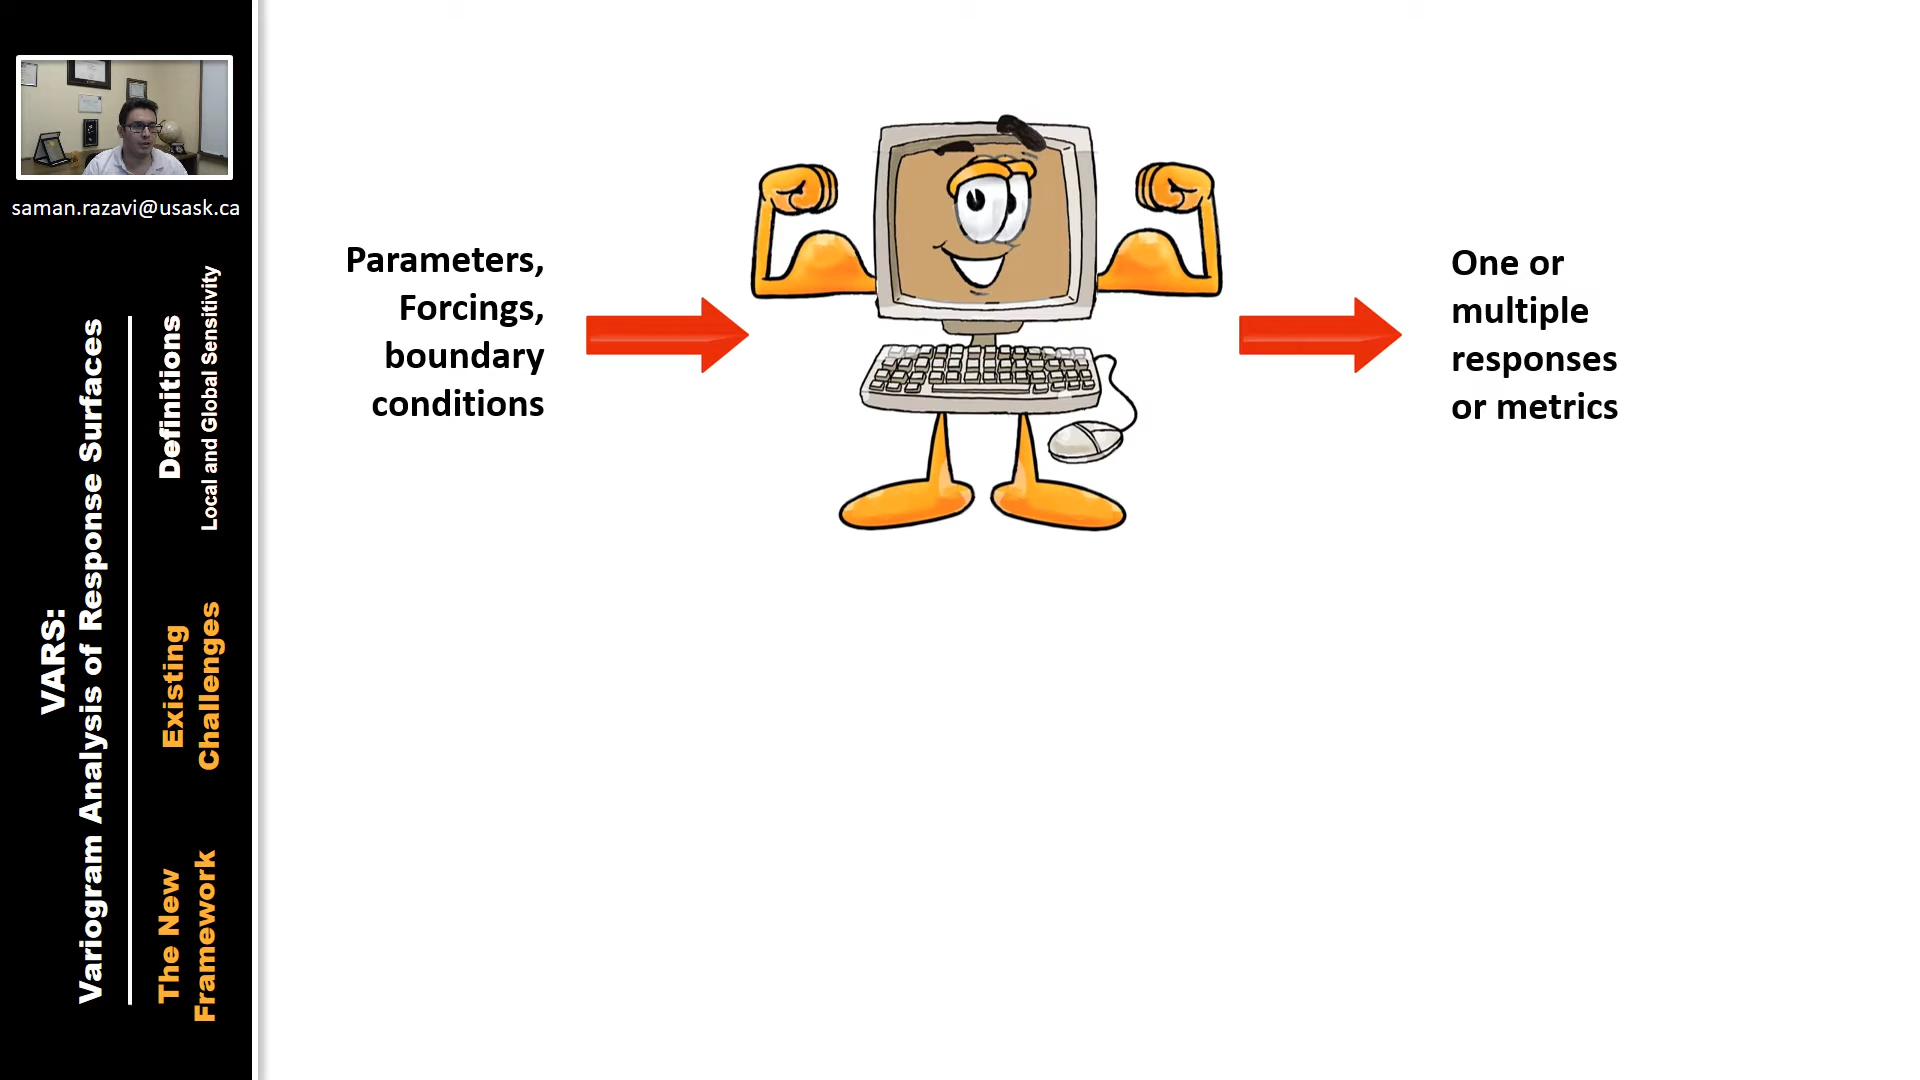 saman.razavi@usask.ca
VARS:
Variogram Analysis of Response Surfaces
Definitions
Local and Global Sensitivity
Existing
Challenges
The New
Framework
Parameters,
Forcings,
boundary
conditions
One or
multiple
responses
or metrics